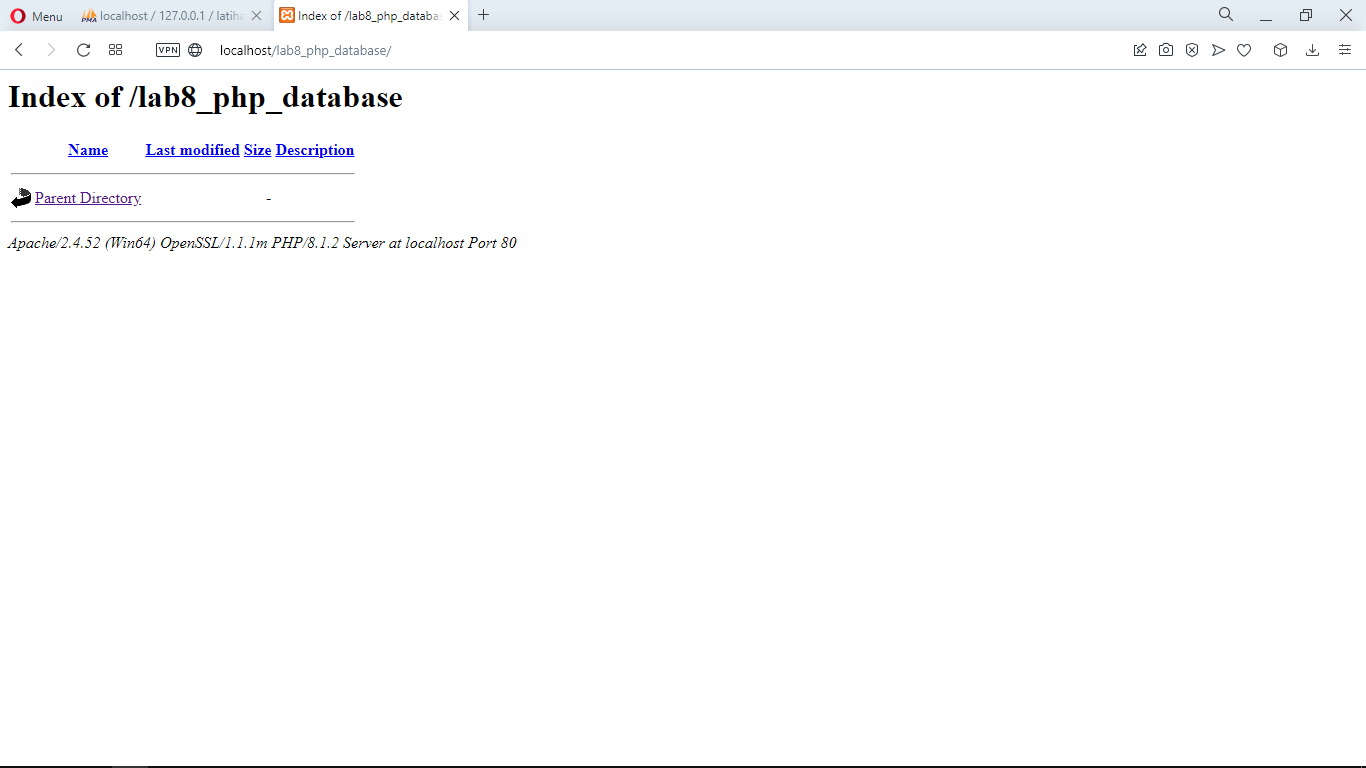 Menu
localhost / 127.0.0.1 / latiha
Index of /lab8_php_databa
VPN
localhost/lab8_php_database/
Index of /lab8_php_database
Name Last modified Size Description
Parent Directory -
Apache/2.4.52 (Win64) OpenSSL/1.1.1m PHP/8.1.2 Server at localhost Port 80